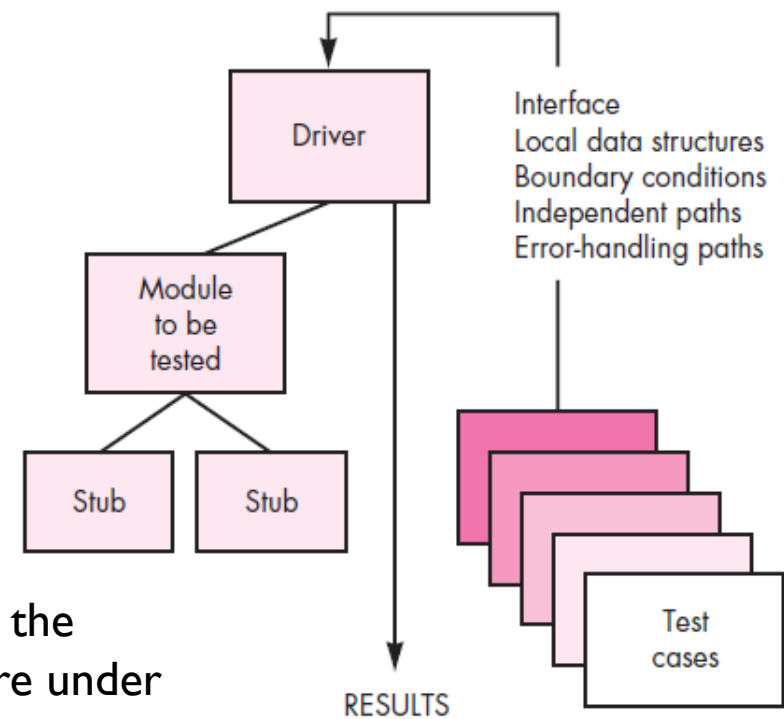 Driver
Interface
Local data structures
Boundary conditions
Independent paths
Error-handling paths
Module
to be
tested
Stub
Stub
Test
cases
the
re under
RESULTS